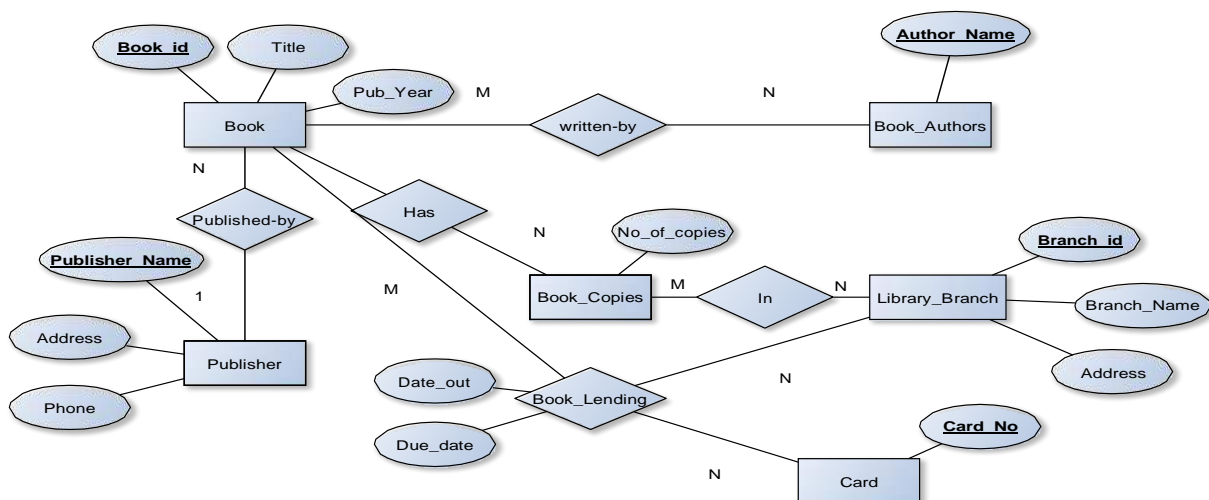 Author_Name
Book_id
Title
Pub_Year
M
N
Book
written-by
Book_Authors
N
Has
Published-by
N
No_of_copies
Branch_id
Publisher_Name
1
M
Book_Copies
M
In
N
Library_Branch
Branch_Name
Address
Publisher
Date_out
Book_Lending
N
Address
Phone
Due_date
Card_No
N
Card